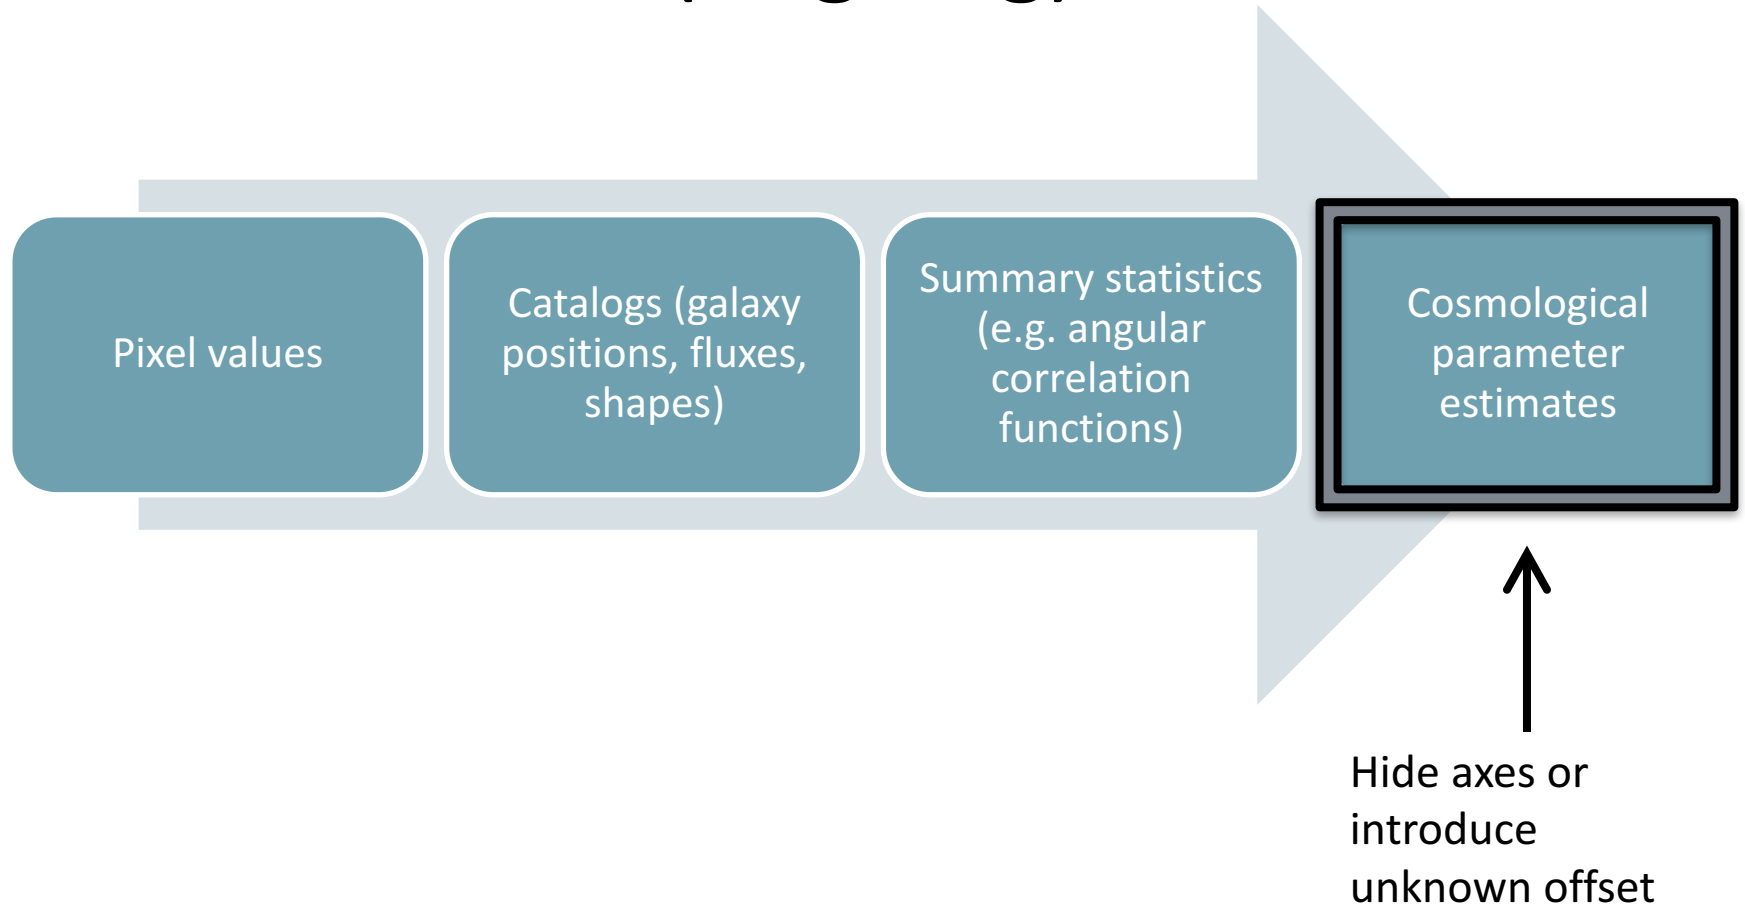 Pixel values
Catalogs (galaxy
positions, fluxes,
shapes)
Summary statistics
(e.g. angular
correlation
functions)
Cosmological
parameter
estimates
Hide axes or
introduce
unknown offset